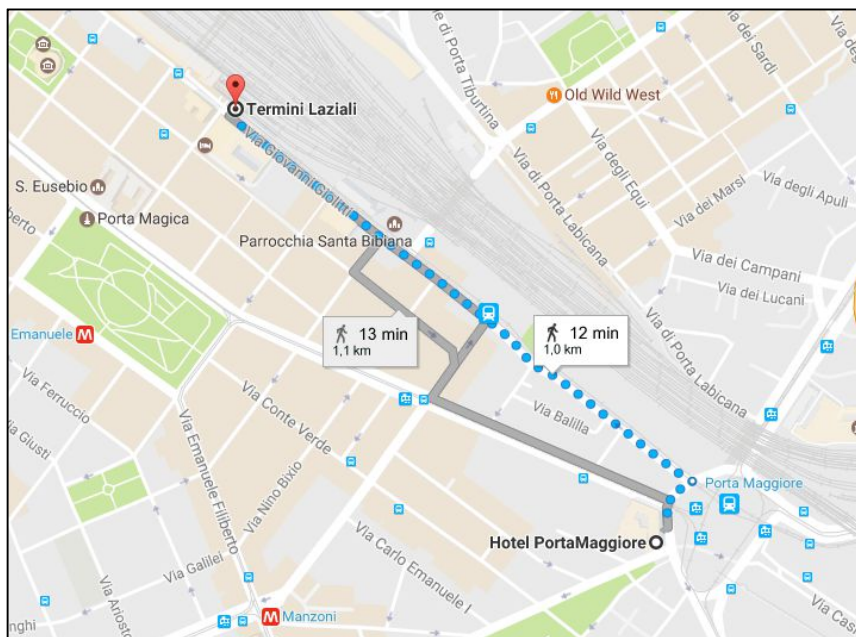 Via dei Sardi
Via di Porta Tiburtina
Old Wild West
Termini Laziali
Via Giovanni Giolitti
Via di Porta Labicana
Via degli Equi
Via degli Apuli
Via dei Marsi
S. Eusebio
Porta Magica
Parrocchia Santa Bibiana
Via dei Campani
Via dei Lucani
Emanuele
M
13 min
1,1 km
12 min
1,0 km
Via di Porta Labicana
Via Ferruccio
Via Giusti
Via Conte Verde
Via Balilla
Via Emanuele Filiberto
Via Nino Bixio
Porta Maggiore
Hotel PortaMaggiore
Via Galilei
Via Carlo Emanuele I
Via Ariosto
M
Manzoni
nghi